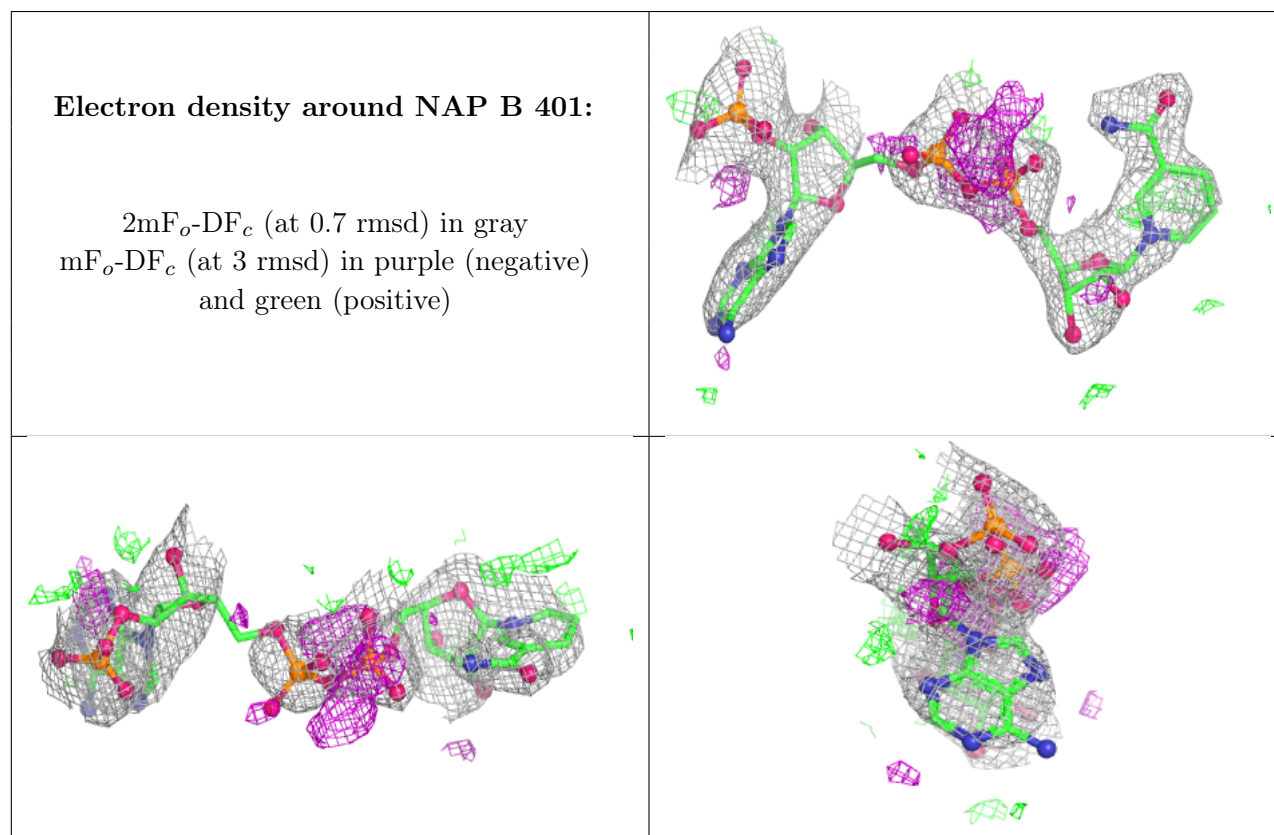 Electron density around NAP B 401:
2mFo-DFc (at 0.7 rmsd) in gray
mFo-DFc (at 3 rmsd) in purple (negative)
and green (positive)